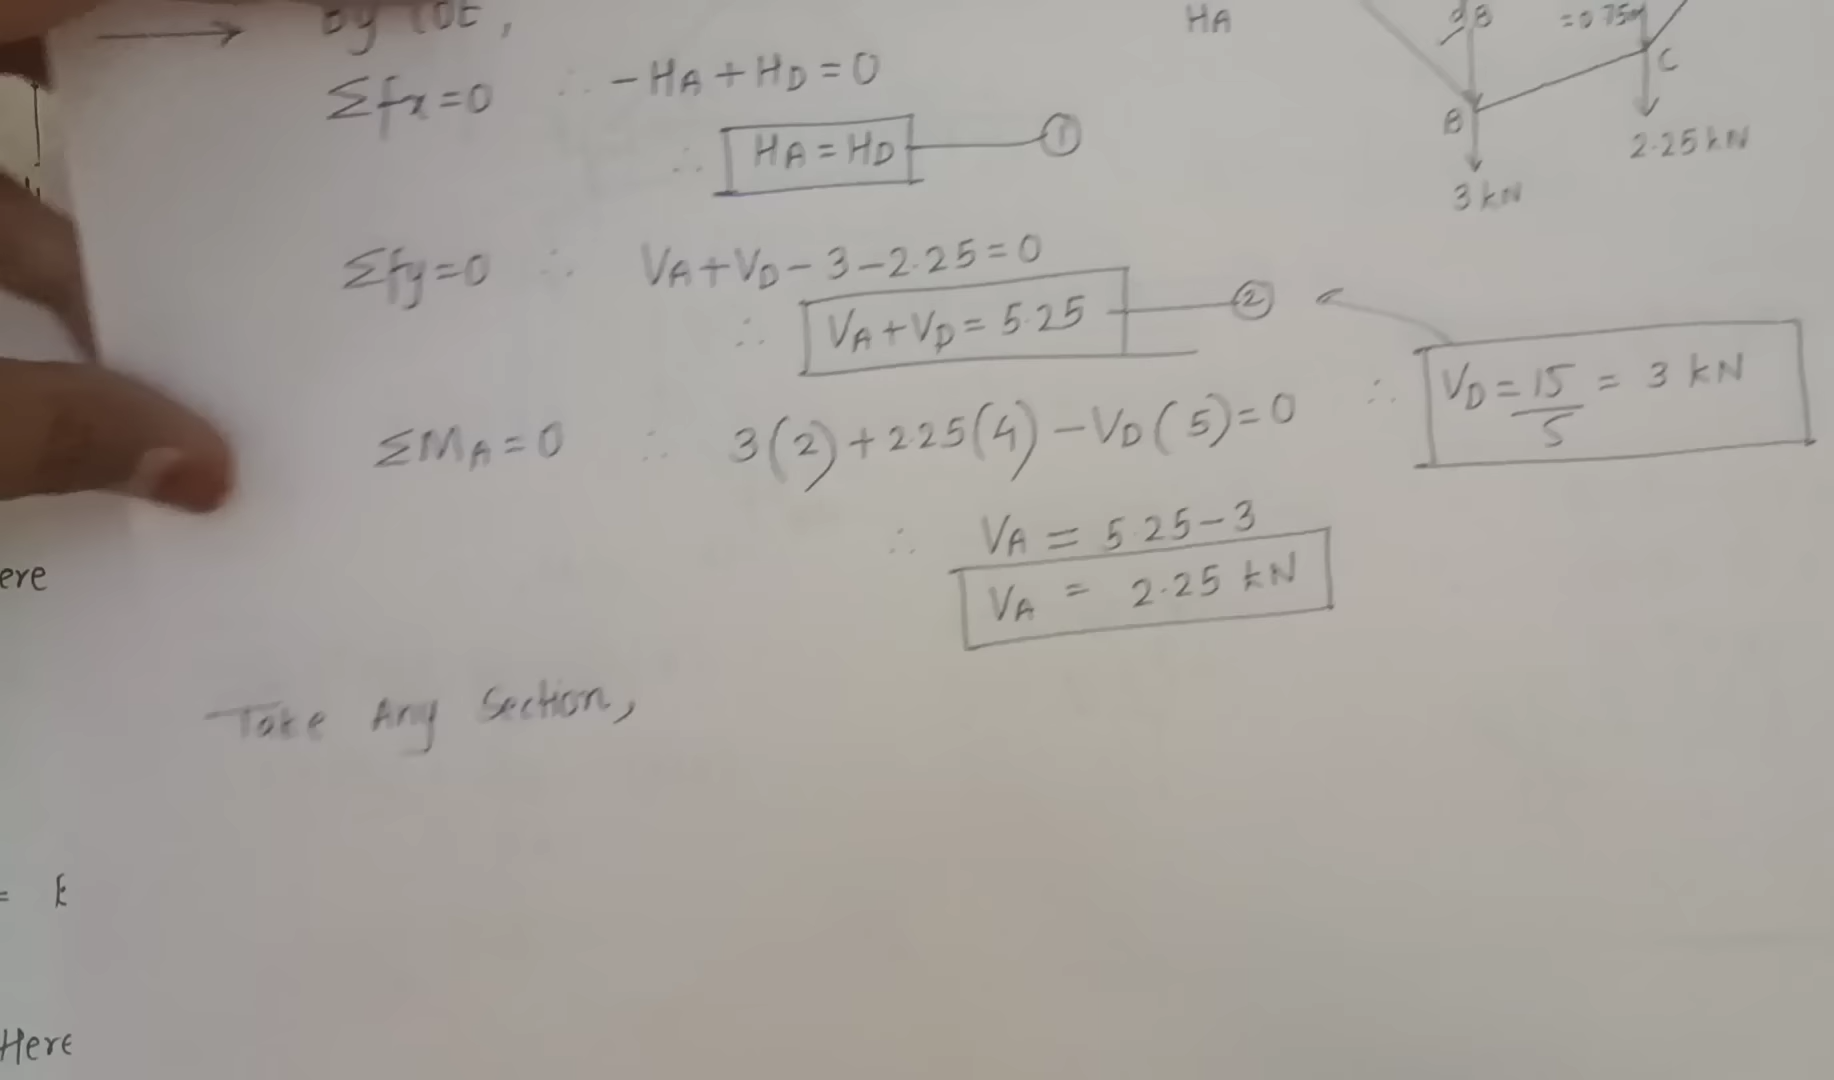 By COE,
HA
yB
= 0.75m
Σfx=0 ∴ -HA + HD = 0
C
B
∴ HA = HD ①
2.25 kN
3 kN
Σfy=0 ∴ VA+VD-3-2.25=0
∴ VA+VD = 5.25 ②
∴ VD = 15/5 = 3 kN
ΣMA=0 ∴ 3(2)+2.25(4)-VD(5)=0
∴ VA = 5.25-3
VA = 2.25 kN
ere
Take Any Section,
= k
Here